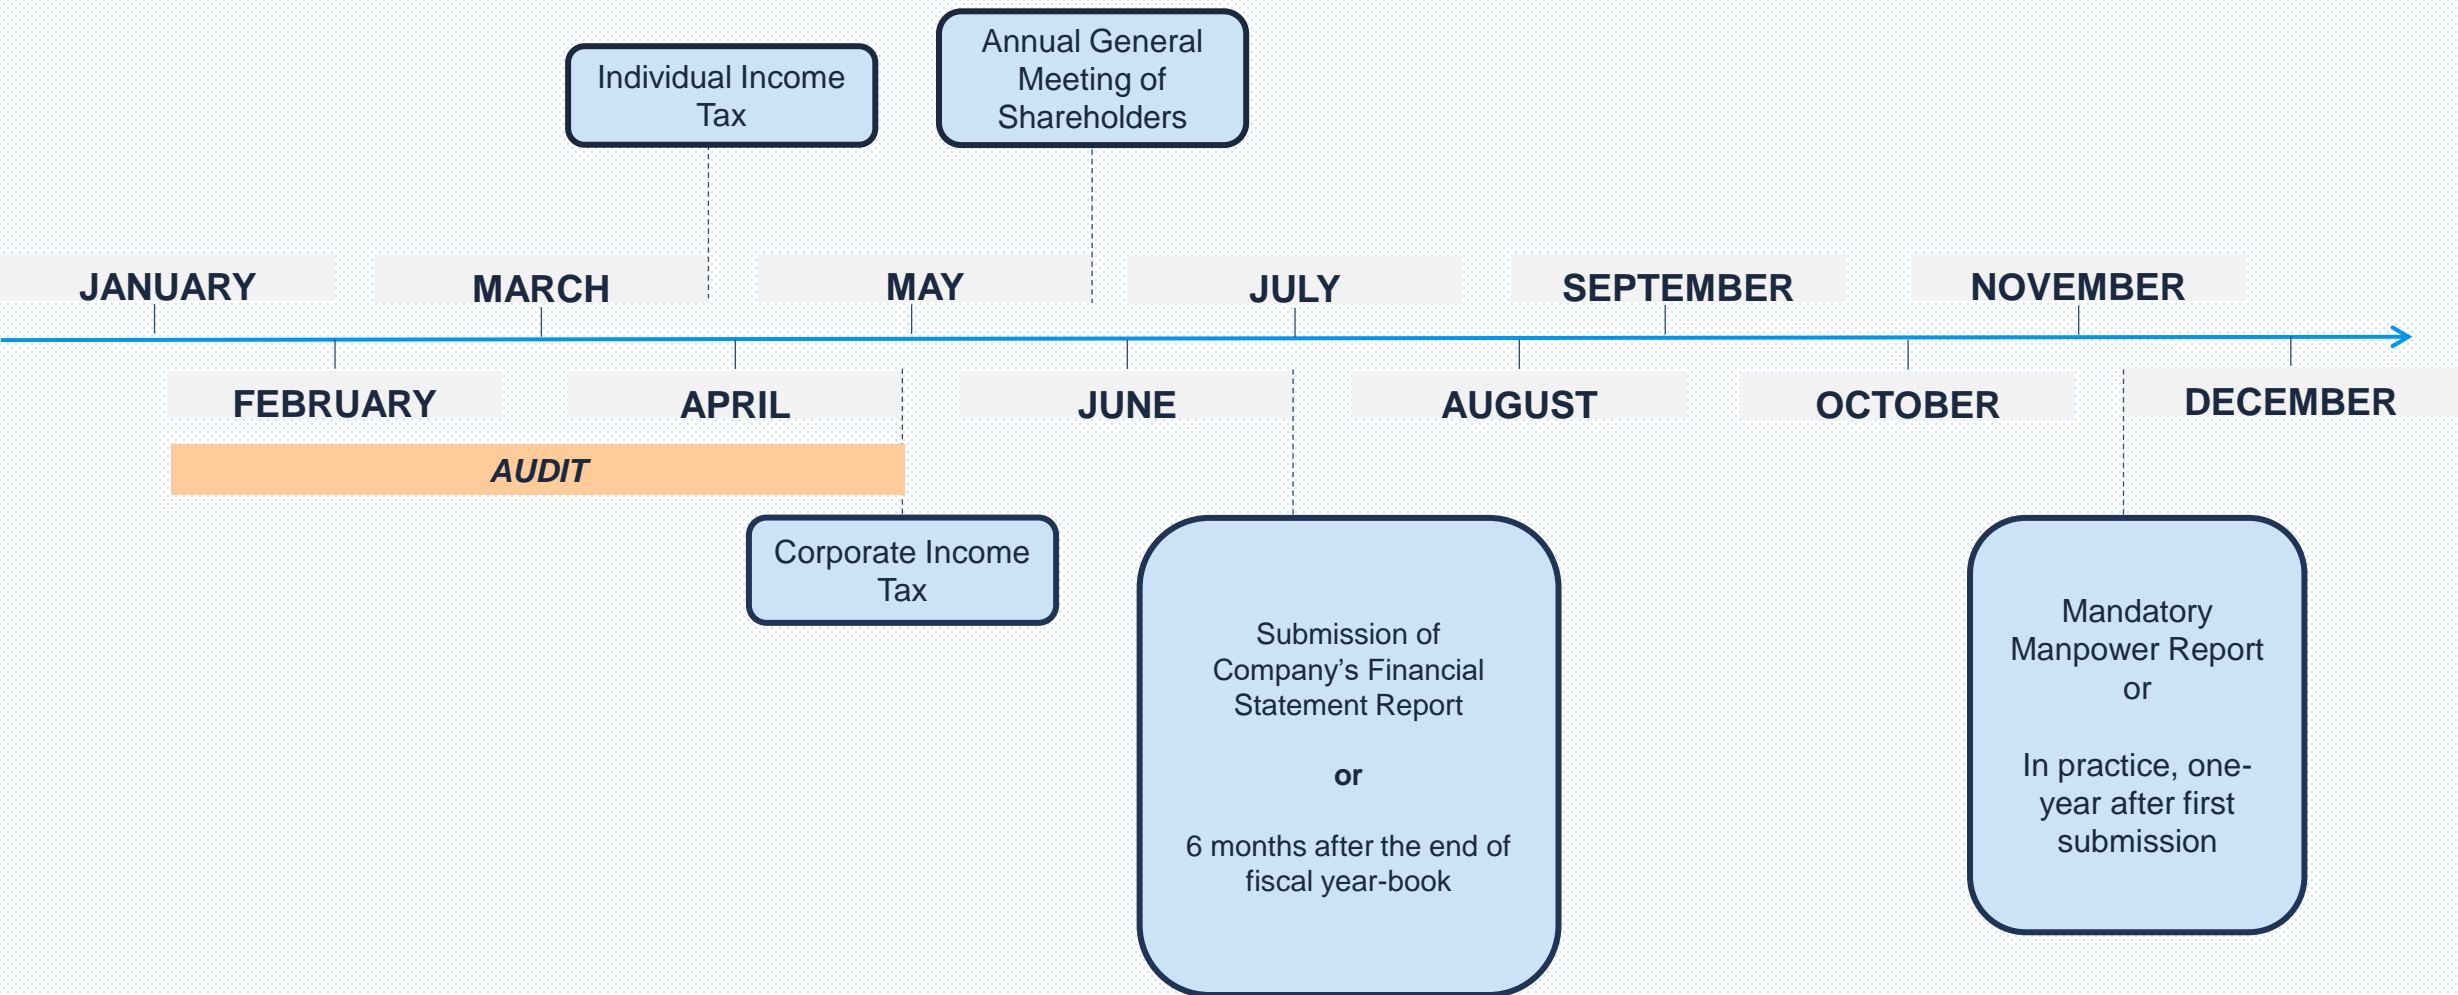 Annual General
Meeting of
Shareholders
Individual Income
Tax
JANUARY
MARCH
MAY
JULY
SEPTEMBER
NOVEMBER
FEBRUARY
APRIL
JUNE
AUGUST
OCTOBER
DECEMBER
AUDIT
Corporate Income
Tax
Submission of
Company’s Financial
Statement Report
or
6 months after the end of
fiscal year-book
Mandatory
Manpower Report
or
In practice, one-
year after first
submission